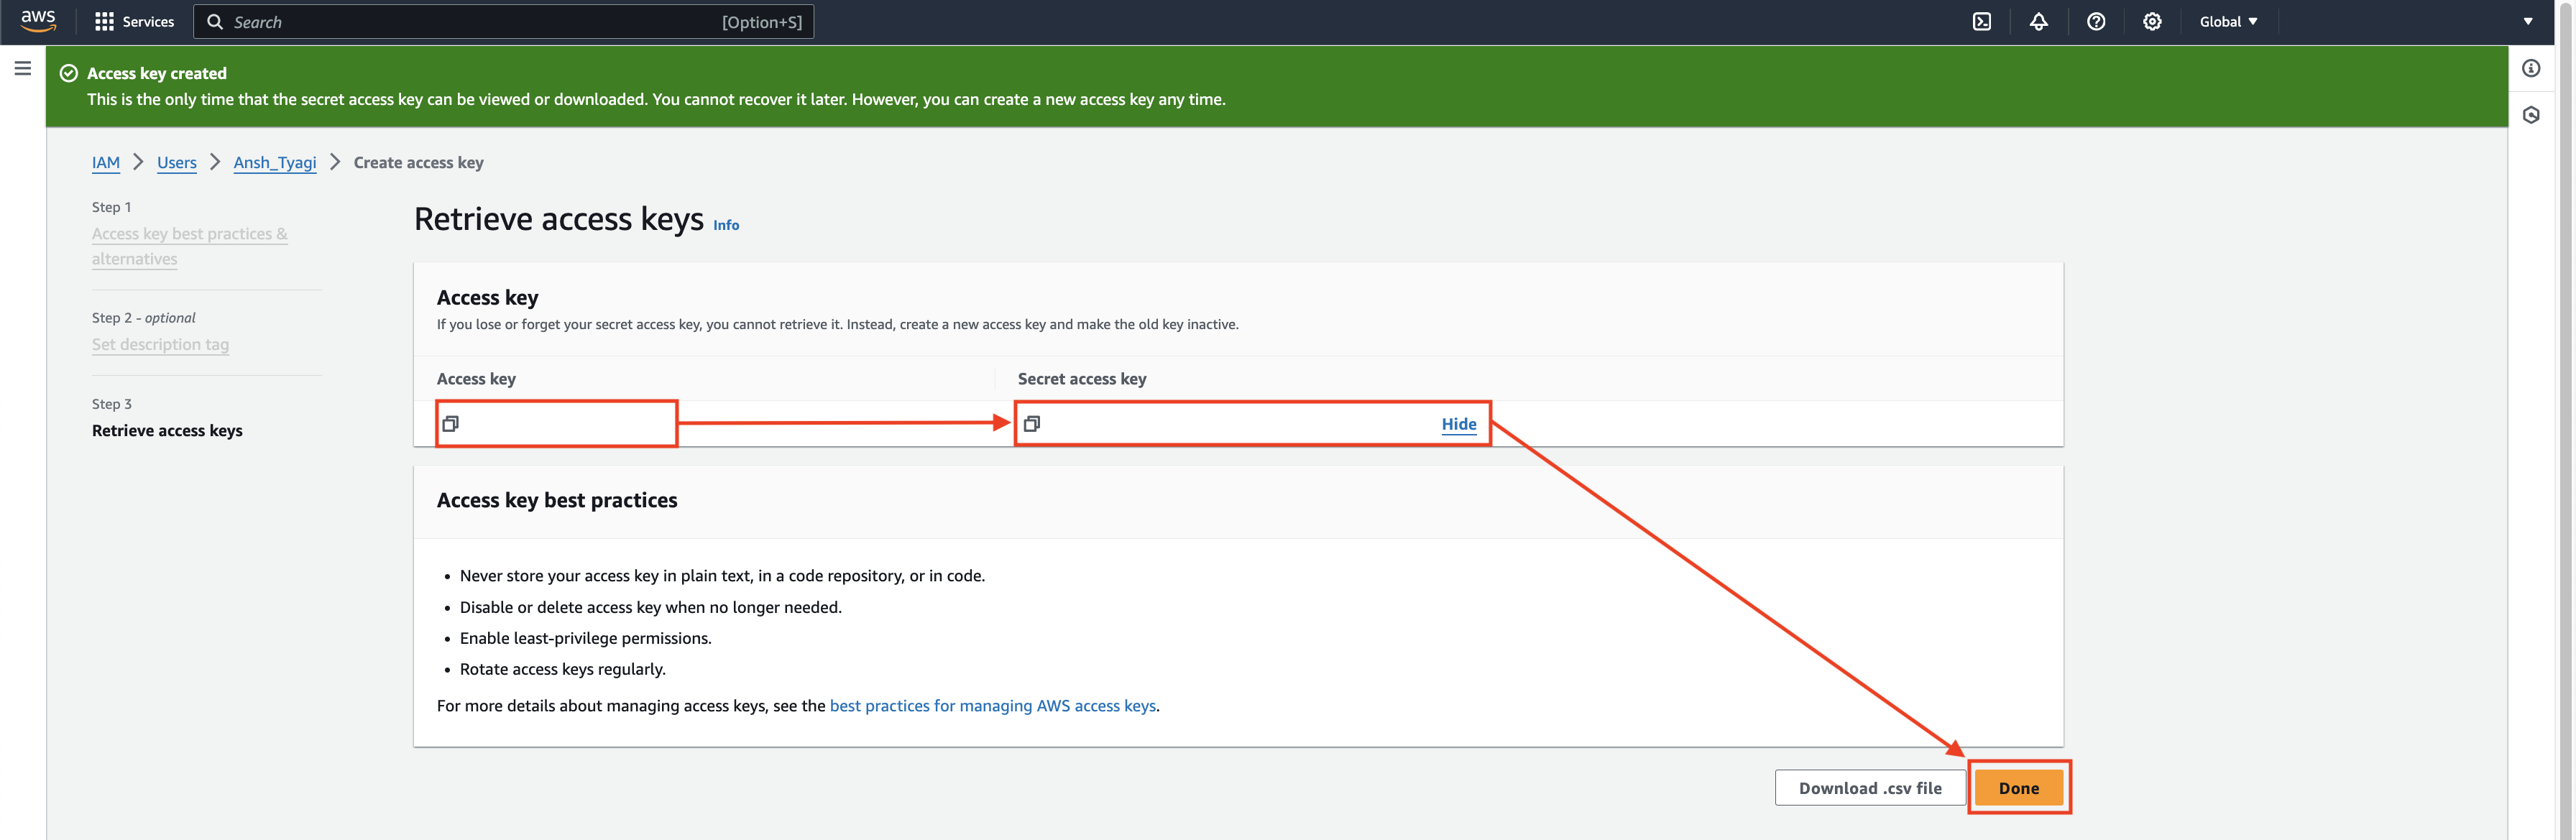 aws
Services
Search
[Option+S]
Global
Access key created
This is the only time that the secret access key can be viewed or downloaded. You cannot recover it later. However, you can create a new access key any time.
IAM > Users > Ansh_Tyagi > Create access key
Step 1
Access key best practices &
alternatives
Step 2 - optional
Set description tag
Step 3
Retrieve access keys
Retrieve access keys Info
Access key
If you lose or forget your secret access key, you cannot retrieve it. Instead, create a new access key and make the old key inactive.
Access key
Secret access key
Hide
Access key best practices
• Never store your access key in plain text, in a code repository, or in code.
• Disable or delete access key when no longer needed.
• Enable least-privilege permissions.
• Rotate access keys regularly.
For more details about managing access keys, see the best practices for managing AWS access keys.
Download .csv file
Done